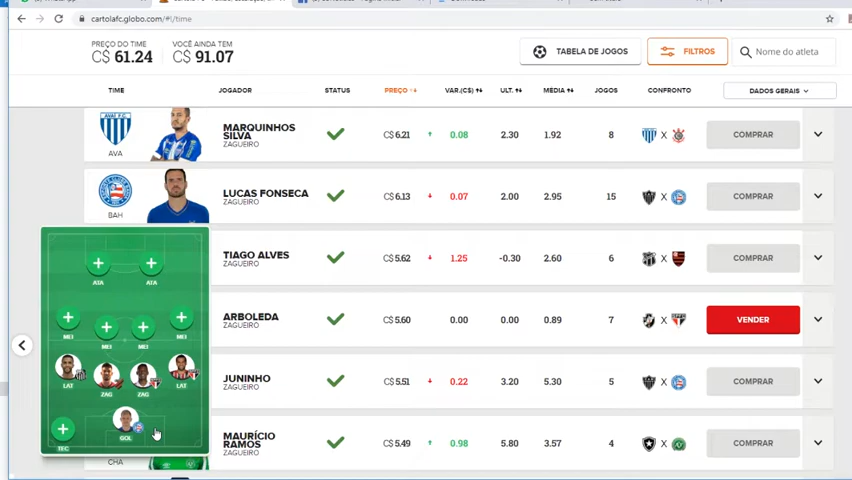 cartolafc.globo.com/#!/time
PREÇO DO TIME
C$ 61.24
VOCÊ AINDA TEM
C$ 91.07
TABELA DE JOGOS
FILTROS
Nome do atleta
TIME JOGADOR STATUS PREÇO VAR.(C$) ULT. MÉDIA JOGOS CONFRONTO DADOS GERAIS
AVA MARQUINHOS SILVA ZAGUEIRO C$ 6.21 0.08 2.30 1.92 8 X COMPRAR
BAH LUCAS FONSECA ZAGUEIRO C$ 6.13 0.07 2.00 2.95 15 X COMPRAR
TIAGO ALVES ZAGUEIRO C$ 5.62 1.25 -0.30 2.60 6 X COMPRAR
ARBOLEDA ZAGUEIRO C$ 5.60 0.00 0.00 0.89 7 X VENDER
JUNINHO ZAGUEIRO C$ 5.51 0.22 3.20 5.30 5 X COMPRAR
MAURÍCIO RAMOS ZAGUEIRO C$ 5.49 0.98 5.80 3.57 4 X COMPRAR
CHA
ATA ATA
MEI MEI MEI MEI
LAT ZAG ZAG LAT
TEC GOL